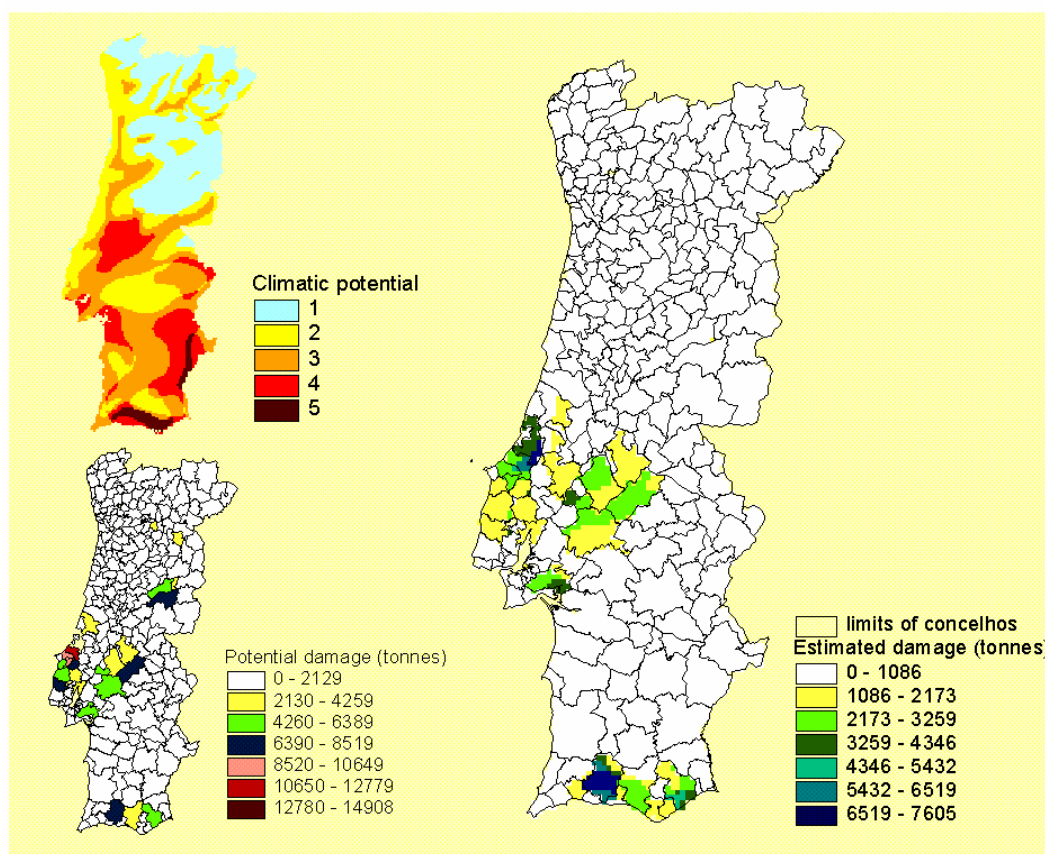 Climatic potential
1
2
3
4
5
Potential damage (tonnes)
0 - 2129
2130 - 4259
4260 - 6389
6390 - 8519
8520 - 10649
10650 - 12779
12780 - 14908
limits of concelhos
Estimated damage (tonnes)
0 - 1086
1086 - 2173
2173 - 3259
3259 - 4346
4346 - 5432
5432 - 6519
6519 - 7605